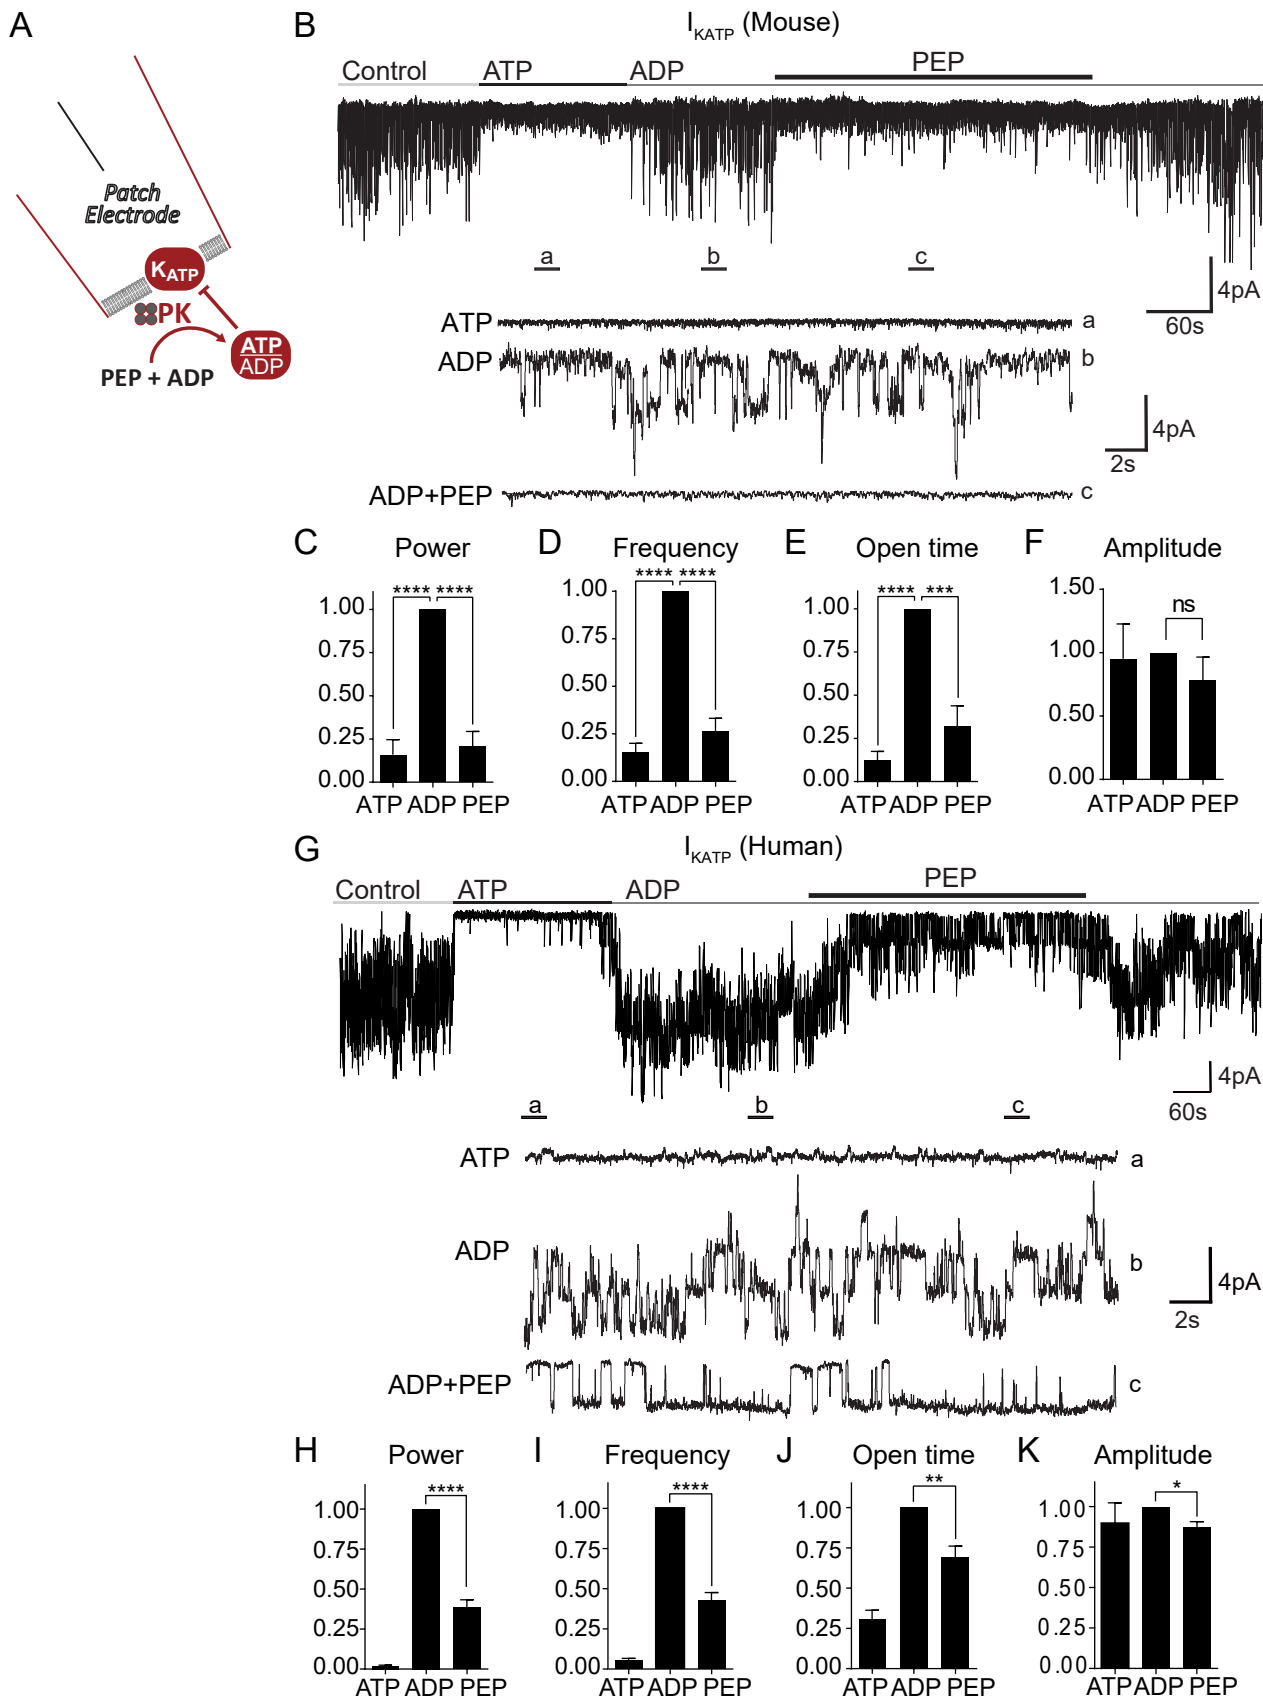 A
Patch
Electrode
KATP
PK
ATP
ADP
PEP + ADP
B
IKATP (Mouse)
Control ATP ADP PEP
a b c
4pA
60s
ATP a
ADP b
4pA
2s
ADP+PEP c
C Power
**** ****
1.00
0.75
0.50
0.25
0.00
ATP ADP PEP
D Frequency
**** ****
1.00
0.75
0.50
0.25
0.00
ATP ADP PEP
E Open time
**** ***
1.00
0.75
0.50
0.25
0.00
ATP ADP PEP
F Amplitude
1.50
ns
1.00
0.50
0.00
ATP ADP PEP
G
IKATP (Human)
Control ATP ADP PEP
4pA
60s
a b c
ATP a
ADP b
4pA
2s
ADP+PEP c
H Power
****
1.00
0.75
0.50
0.25
0.00
ATP ADP PEP
I Frequency
****
1.00
0.75
0.50
0.25
0.00
ATP ADP PEP
J Open time
**
1.00
0.75
0.50
0.25
0.00
ATP ADP PEP
K Amplitude
*
1.00
0.75
0.50
0.25
0.00
ATP ADP PEP